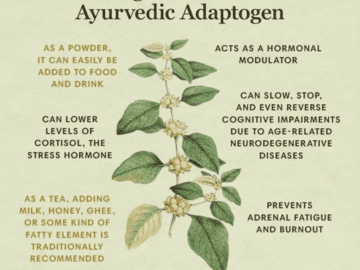 Ayurvedic Adaptogen
AS A POWDER,
IT CAN EASILY BE
ADDED TO FOOD
AND DRINK
ACTS AS A HORMONAL
MODULATOR
CAN LOWER
LEVELS OF
CORTISOL, THE
STRESS HORMONE
CAN SLOW, STOP,
AND EVEN REVERSE
COGNITIVE IMPAIRMENTS
DUE TO AGE-RELATED
NEURODEGENERATIVE
DISEASES
AS A TEA, ADDING
MILK, HONEY, GHEE,
OR SOME KIND OF
FATTY ELEMENT IS
TRADITIONALLY
RECOMMENDED
PREVENTS
ADRENAL FATIGUE
AND BURNOUT